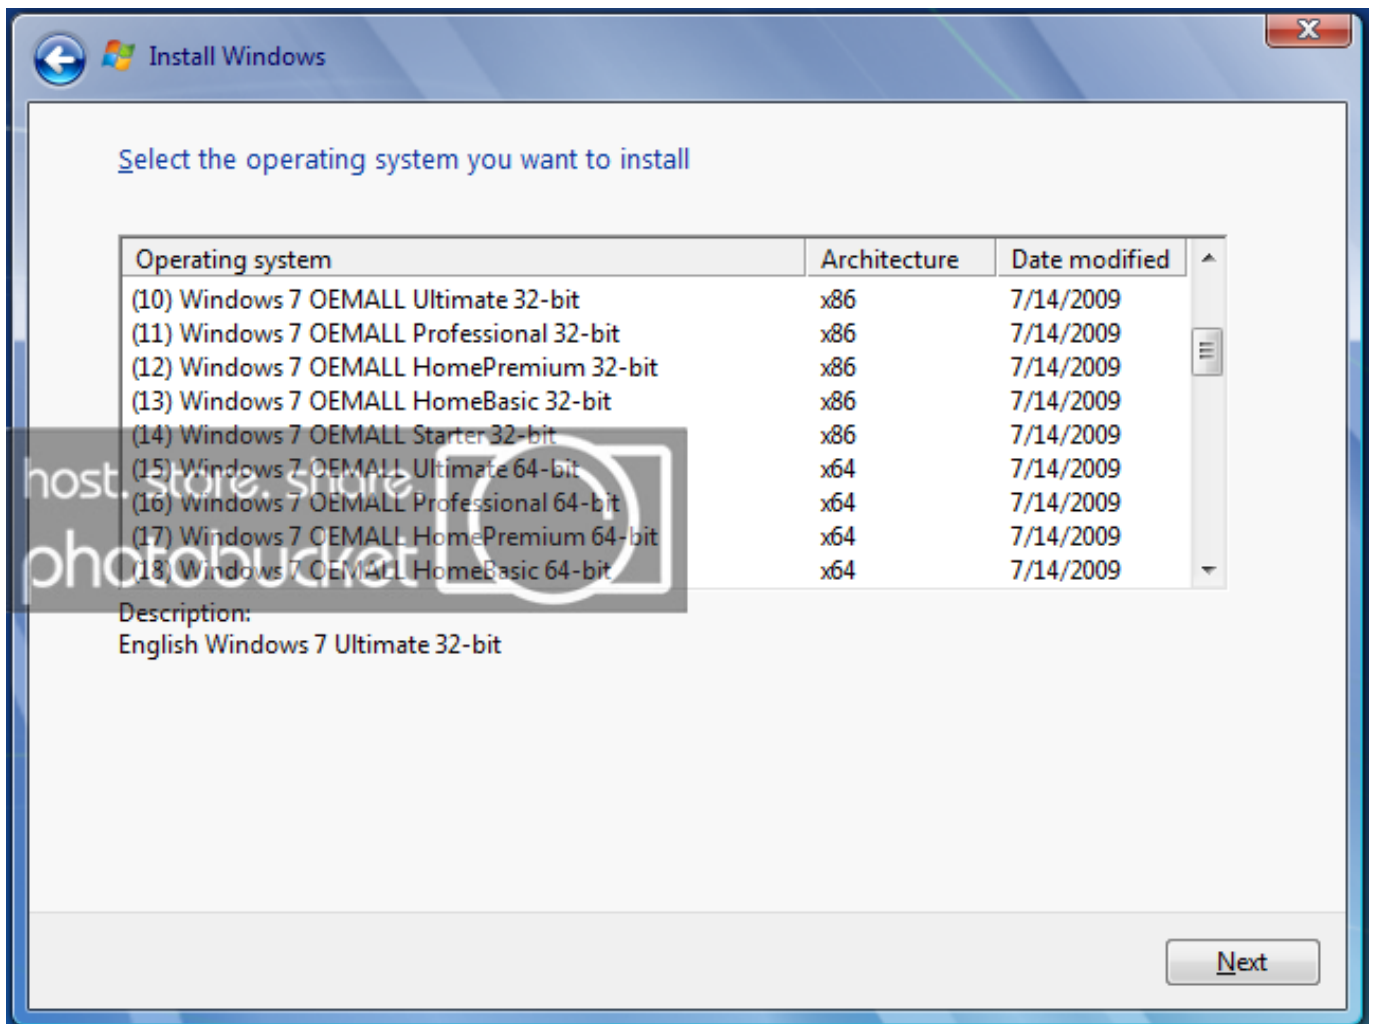 Install Windows
Select the operating system you want to install
Operating system Architecture Date modified
(10) Windows 7 OEMALL Ultimate 32-bit x86 7/14/2009
(11) Windows 7 OEMALL Professional 32-bit x86 7/14/2009
(12) Windows 7 OEMALL HomePremium 32-bit x86 7/14/2009
(13) Windows 7 OEMALL HomeBasic 32-bit x86 7/14/2009
(14) Windows 7 OEMALL Starter 32-bit x86 7/14/2009
(15) Windows 7 OEMALL Ultimate 64-bit x64 7/14/2009
(16) Windows 7 OEMALL Professional 64-bit x64 7/14/2009
(17) Windows 7 OEMALL HomePremium 64-bit x64 7/14/2009
(18) Windows 7 OEMALL HomeBasic 64-bit x64 7/14/2009
host. store. share.
photobucket
Description:
English Windows 7 Ultimate 32-bit
Next